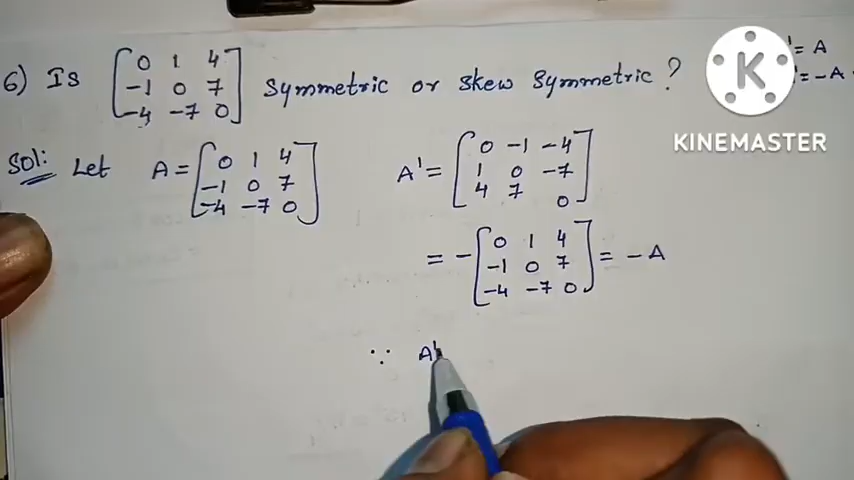 6) Is [0 1 4 / -1 0 7 / -4 -7 0] Symmetric or skew Symmetric?
' = A
' = -A
K
KINEMASTER
Sol: Let A = [0 1 4 / -1 0 7 / -4 -7 0] A' = [0 -1 -4 / 1 0 -7 / 4 7 0]
= - [0 1 4 / -1 0 7 / -4 -7 0] = - A
∵ A'